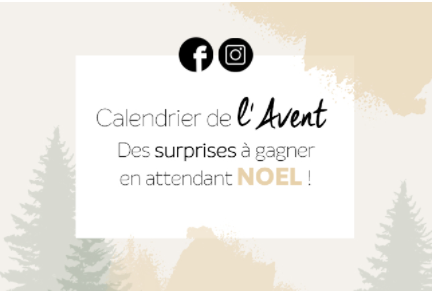 Calendrier de l'Avent
Des surprises à gagner
en attendant NOEL !